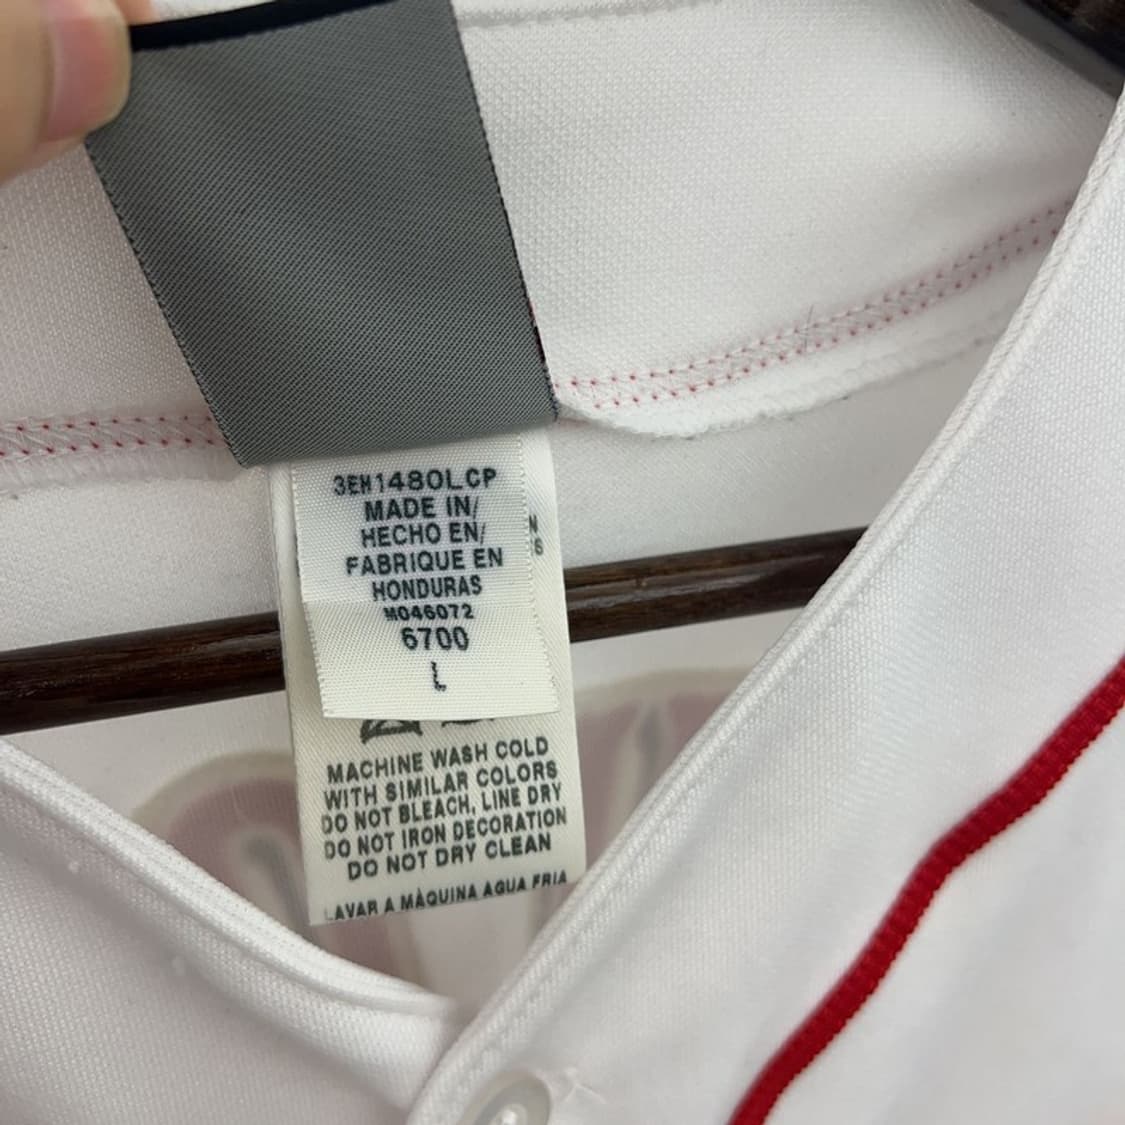 3EH1480LCP
MADE IN/
HECHO EN/
FABRIQUE EN
HONDURAS
M046072
6700
L
N
6
MACHINE WASH COLD
WITH SIMILAR COLORS
DO NOT BLEACH, LINE DRY
DO NOT IRON DECORATION
DO NOT DRY CLEAN
LAVAR A MÀQUINA AGUA FRIA